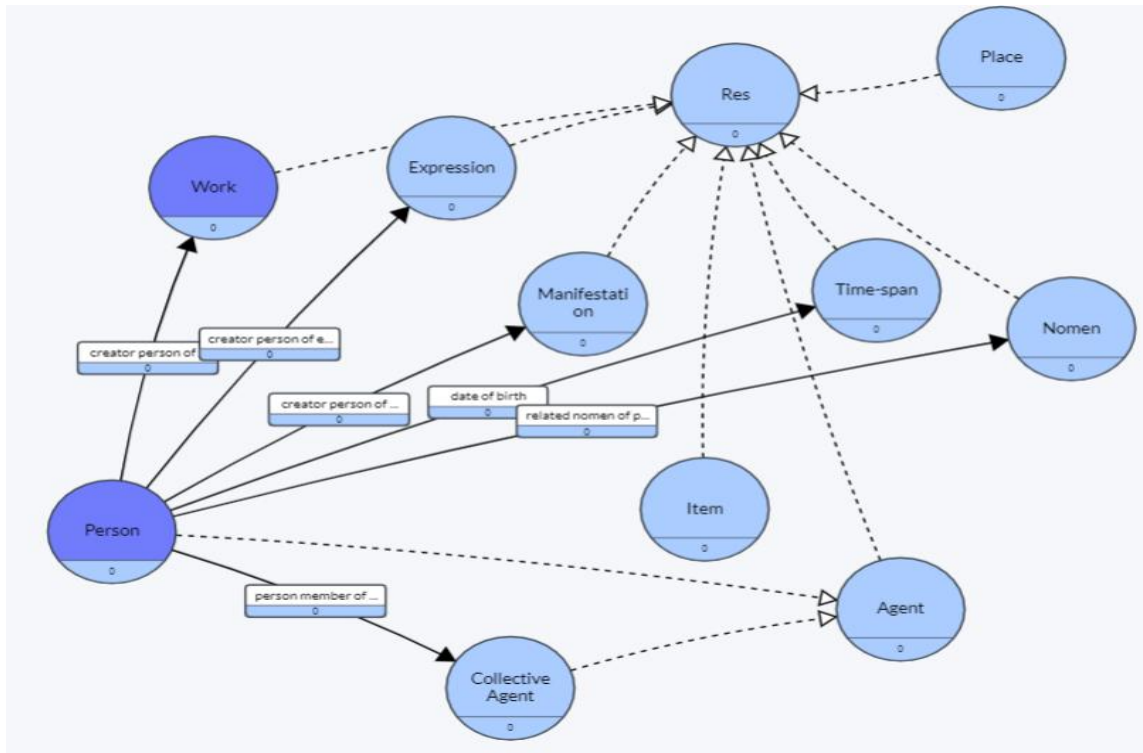 Place
0
Res
0
Work
0
Expression
0
Manifestati
on
0
Time-span
0
Nomen
0
creator person of
0
creator person of e...
0
creator person of ...
0
date of birth
0
related nomen of p...
0
Item
0
Person
0
person member of ...
0
Agent
0
Collective
Agent
0